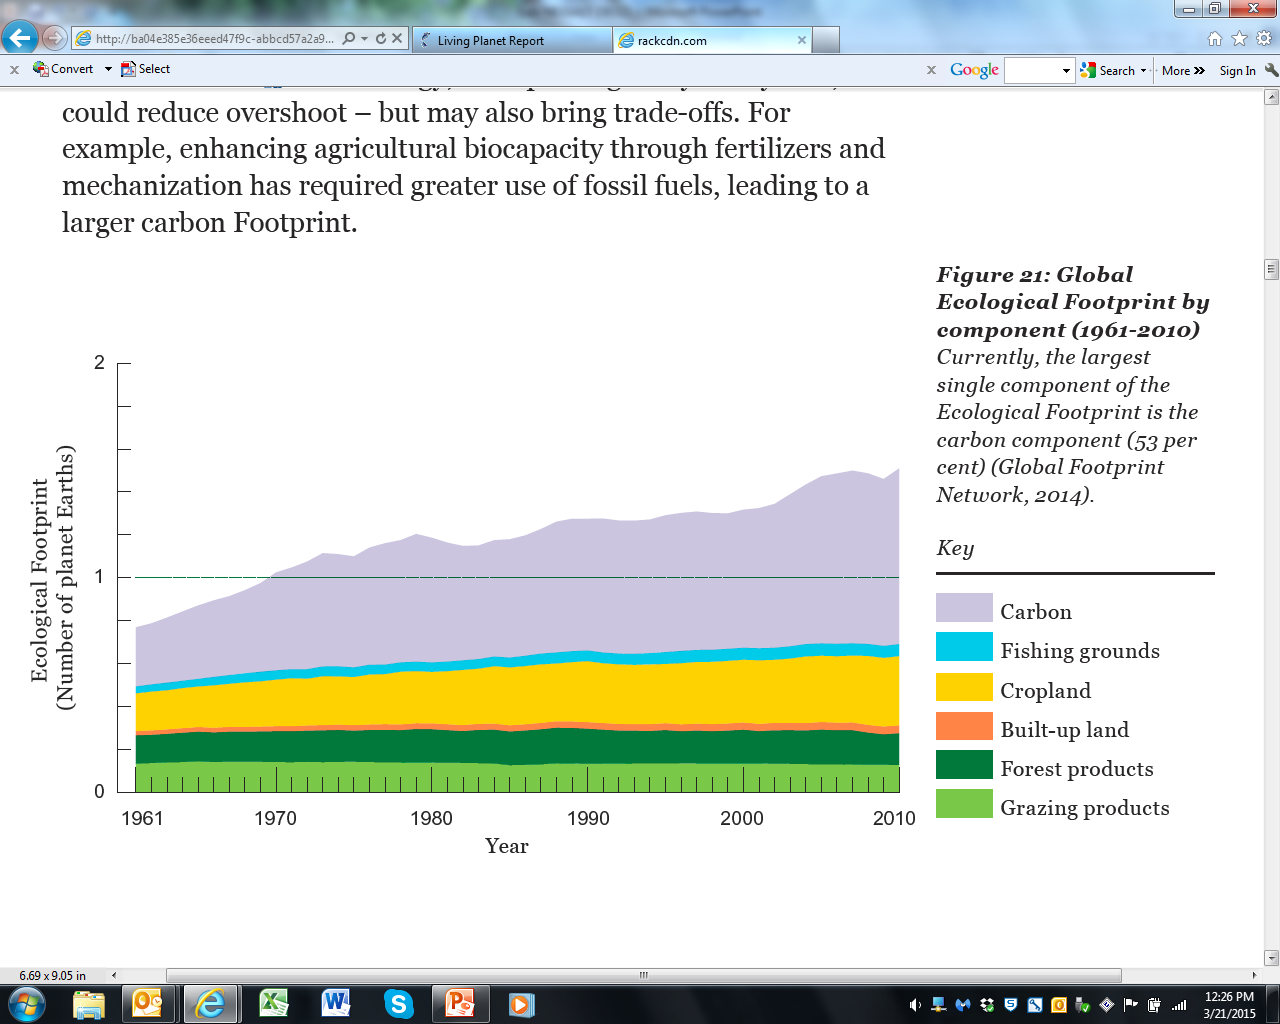 http://ba04e385e36eeed47f9c-abbcd57a2a9...
Living Planet Report
rackcdn.com
x Convert Select
x Google Search More » Sign In
could reduce overshoot – but may also bring trade-offs. For
example, enhancing agricultural biocapacity through fertilizers and
mechanization has required greater use of fossil fuels, leading to a
larger carbon Footprint.
Figure 21: Global
Ecological Footprint by
component (1961-2010)
Currently, the largest
single component of the
Ecological Footprint is the
carbon component (53 per
cent) (Global Footprint
Network, 2014).
Key
Carbon
Fishing grounds
Cropland
Built-up land
Forest products
Grazing products
Ecological Footprint
(Number of planet Earths)
2
1
0
1961 1970 1980 1990 2000 2010
Year
6.69 x 9.05 in
12:26 PM
3/21/2015